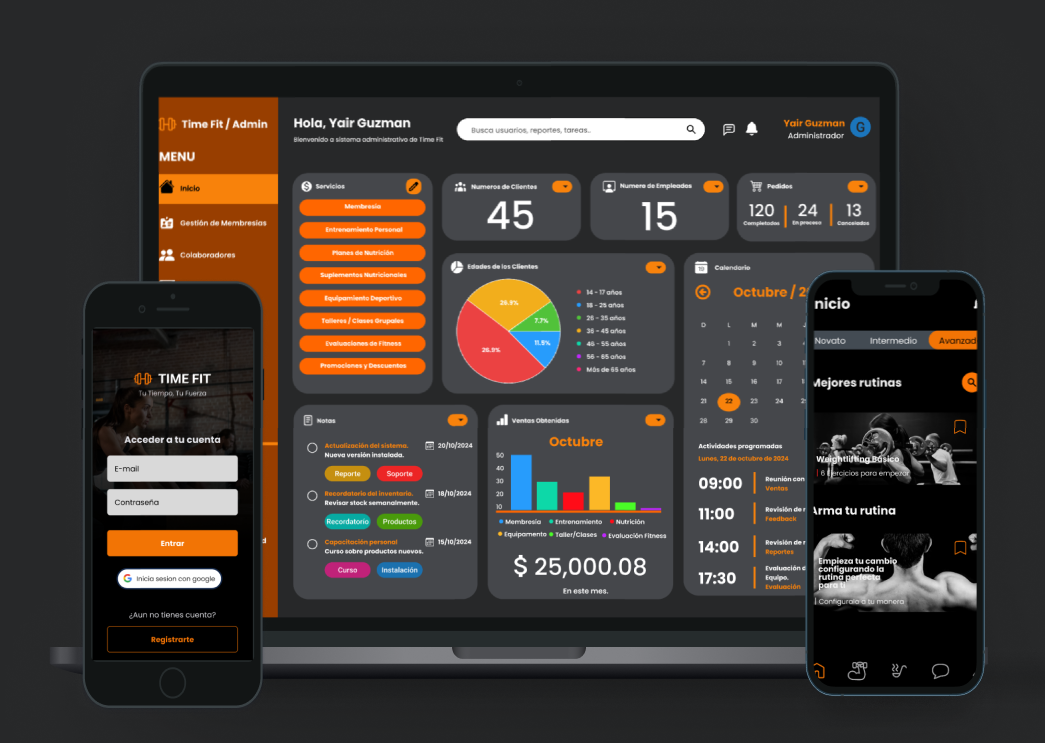 Time Fit / Admin
MENU
Inicio
Gestión de Membresías
Colaboradores
Hola, Yair Guzman
Bienvenido a sistema administrativo de Time Fit
Busca usuarios, reportes, tareas..
Yair Guzman
Administrador
G
Servicios
Membresia
Entrenamiento Personal
Planes de Nutrición
Suplementos Nutricionales
Equipamiento Deportivo
Talleres / Clases Grupales
Evaluaciones de Fitness
Promociones y Descuentos
Numeros de Clientes
45
Numero de Empleados
15
Pedidos
120 24 13
Completados En proceso Cancelados
Edades de los Clientes
26.9%
7.7%
11.5%
26.9%
14 - 17 años
18 - 25 años
26 - 35 años
36 - 45 años
46 - 55 años
56 - 65 años
Más de 65 años
Calendario
Octubre / 2
D L M M J
1 2 3
7 8 9 10
14 15 16 17
21 22 23 24
28 29 30
Actividades programadas
Lunes, 22 de octubre de 2024
09:00 Reunión con
Ventas
11:00 Revisión de
Feedback
14:00 Revisión de
Reportes
17:30 Evaluación d
Equipo.
Evaluación
Notas
Actualización del sistema. 20/10/2024
Nueva versión instalada.
Reporte Soporte
Recordatorio del inventario. 18/10/2024
Revisar stock semanalmente.
Recordatorio Productos
Capacitación personal 15/10/2024
Curso sobre productos nuevos.
Curso Instalación
Ventas Obtenidos
Octubre
50
40
30
20
10
Membresia Entrenamiento Nutrición
Equipamento Taller/Clases Evaluación Fitness
$ 25,000.08
En este mes.
TIME FIT
Tu Tiempo, Tu Fuerza
Acceder a tu cuenta
E-mail
Contraseña
Entrar
Inicia sesion con google
¿Aun no tienes cuenta?
Registrarte
nicio
Novato Intermedio Avanzad
Mejores rutinas
Weightlifting Básico
6 Ejercicios para empezar
Arma tu rutina
Empieza tu cambio
configurando la
rutina perfecta
para ti
Configurala a tu manera